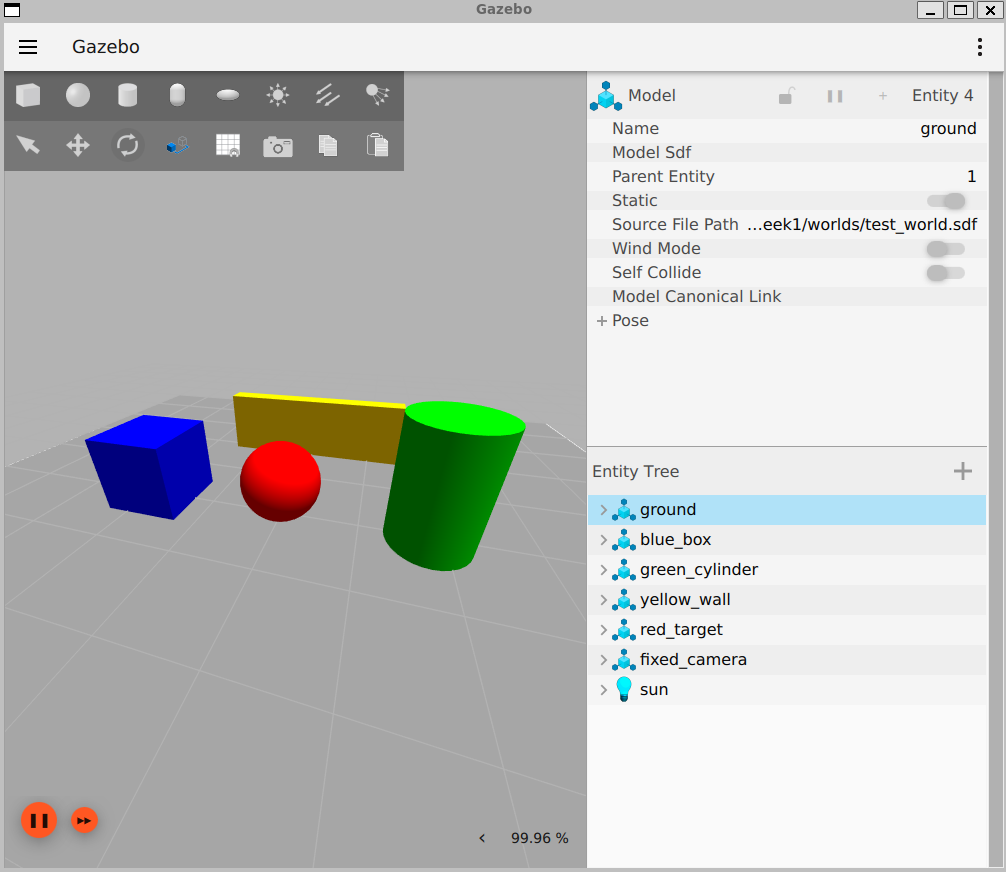 Gazebo
Gazebo
Model Entity 4
Name ground
Model Sdf
Parent Entity 1
Static
Source File Path ...eek1/worlds/test_world.sdf
Wind Mode
Self Collide
Model Canonical Link
+ Pose
Entity Tree
ground
blue_box
green_cylinder
yellow_wall
red_target
fixed_camera
sun
99.96 %